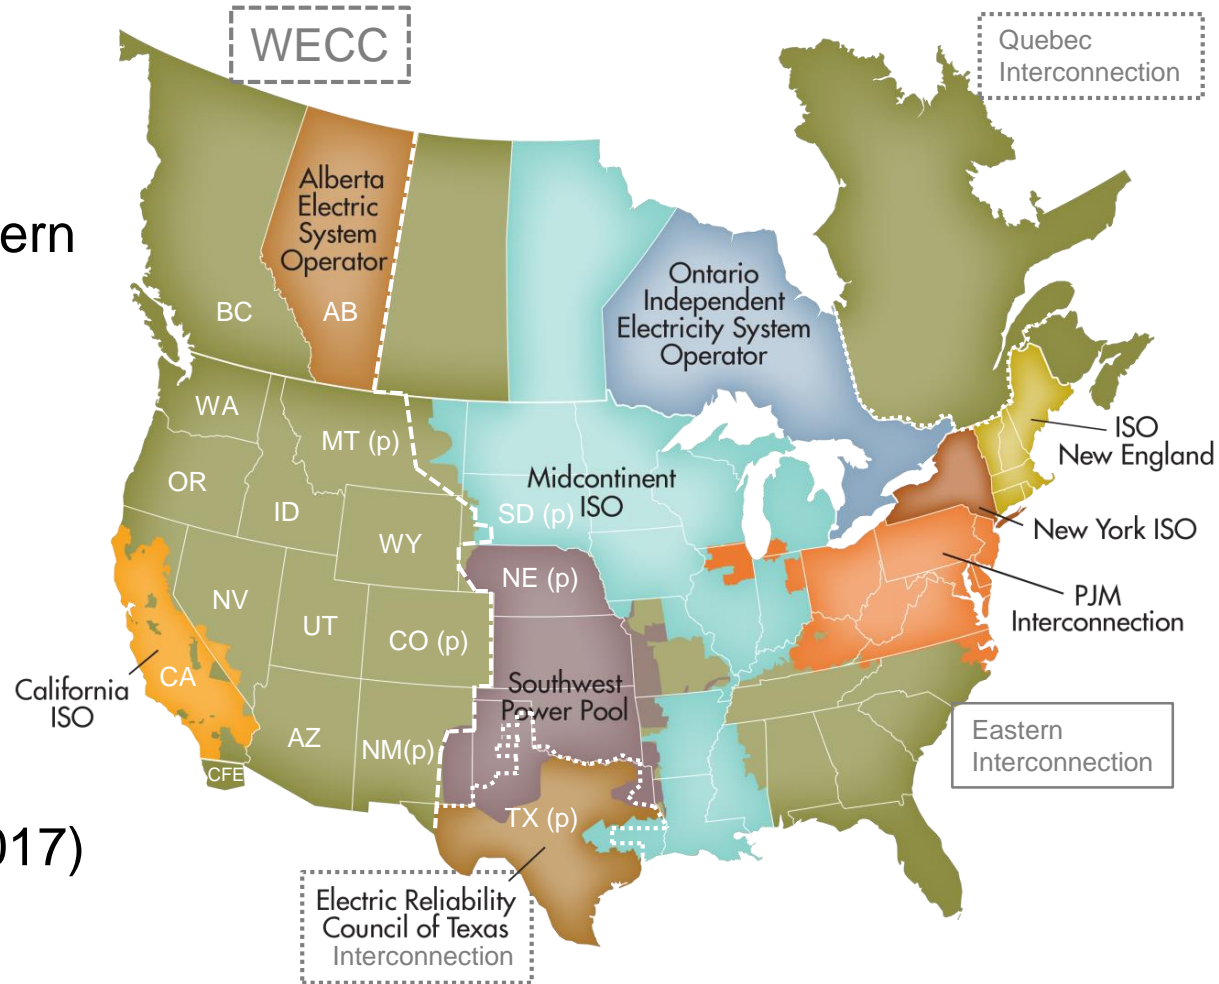 WECC
Quebec
Interconnection
Alberta
Electric
System
Operator
ern
BC
AB
Ontario
Independent
Electricity System
Operator
WA
MT (p)
ISO
New England
OR
ID
Midcontinent
ISO
SD (p)
New York ISO
WY
NE (p)
NV
UT
CO (p)
PJM
Interconnection
CA
California
ISO
Southwest
Power Pool
AZ
NM(p)
Eastern
Interconnection
CFE
TX (p)
017)
Electric Reliability
Council of Texas
Interconnection